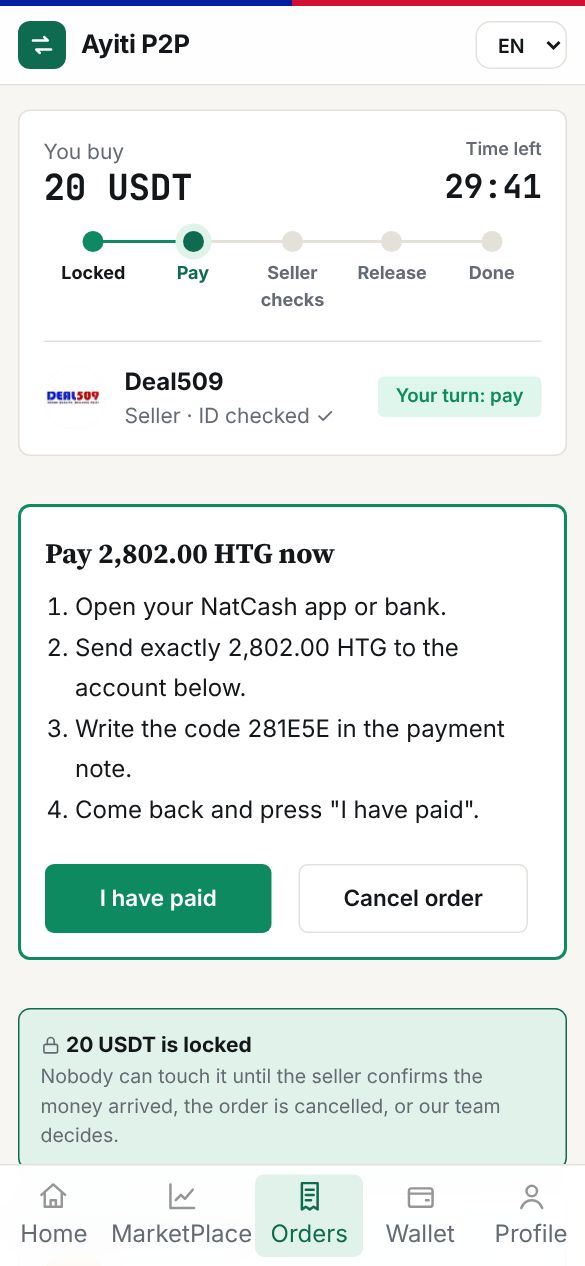 Ayiti P2P
EN
You buy
Time left
20 USDT
29:41
Locked
Pay
Seller
checks
Release
Done
DEAL509
Deal509
Seller · ID checked ✓
Your turn: pay
Pay 2,802.00 HTG now
1. Open your NatCash app or bank.
2. Send exactly 2,802.00 HTG to the
account below.
3. Write the code 281E5E in the payment
note.
4. Come back and press "I have paid".
I have paid
Cancel order
20 USDT is locked
Nobody can touch it until the seller confirms the
money arrived, the order is cancelled, or our team
decides.
Home
MarketPlace
Orders
Wallet
Profile